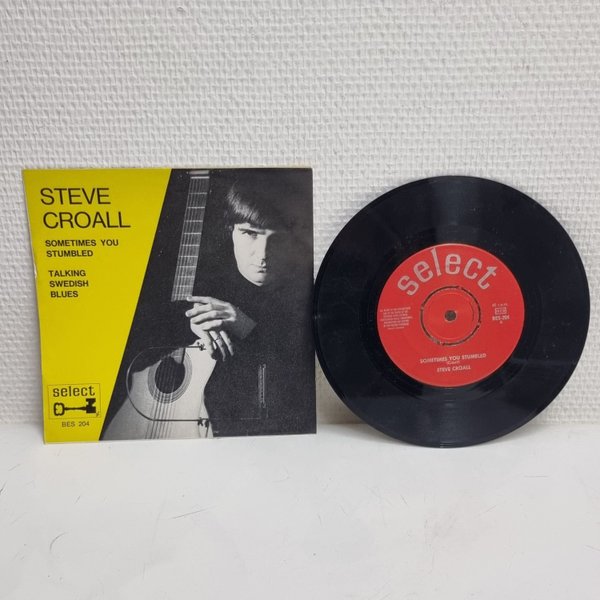 STEVE
CROALL
SOMETIMES YOU
STUMBLED
TALKING
SWEDISH
BLUES
select
BES 204
select
BES-204
SOMETIMES YOU STUMBLED
STEVE CROALL